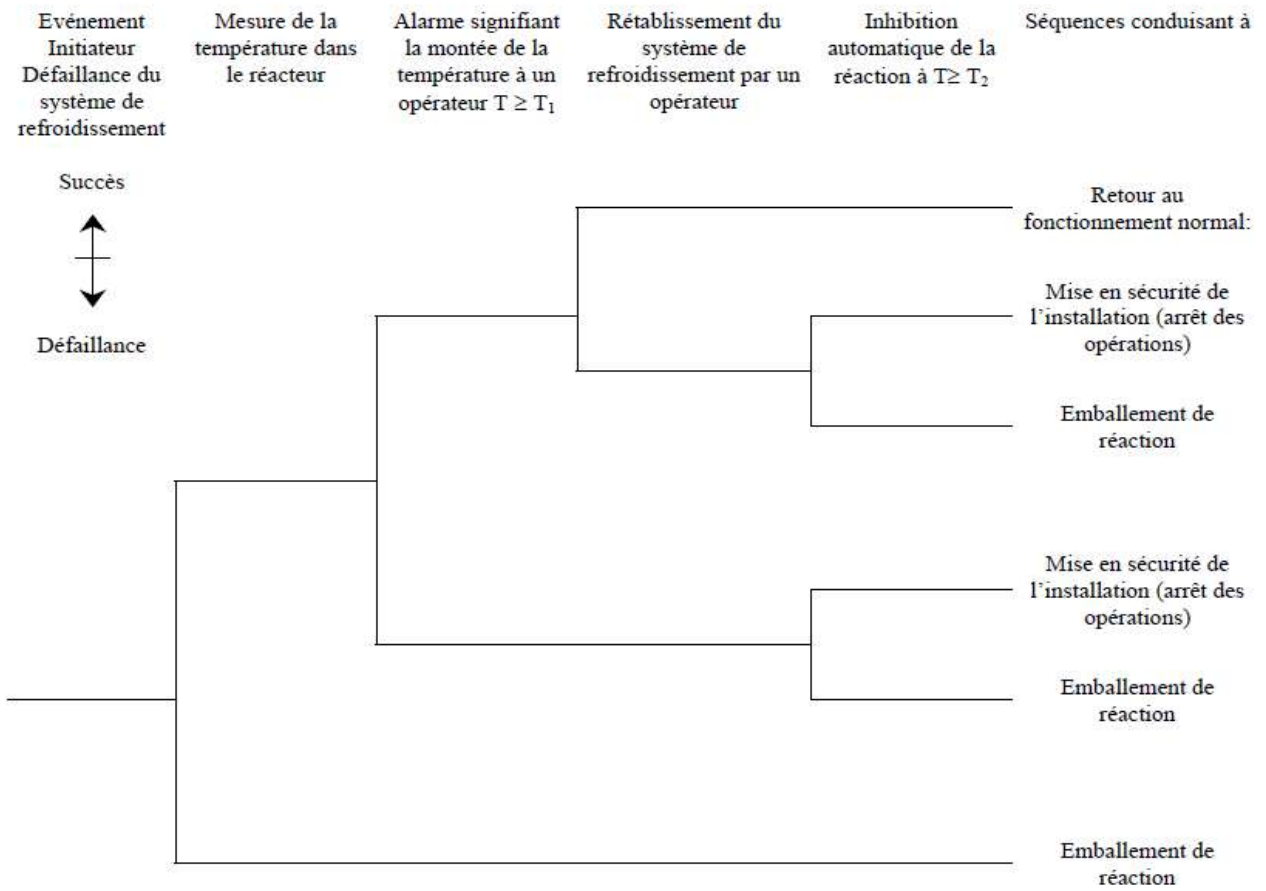 Evénement
Initiateur
Défaillance du
système de
refroidissement
Mesure de la
température dans
le réacteur
Alarme signifiant
la montée de la
température à un
opérateur T ≥ T₁
Rétablissement du
système de
refroidissement par un
opérateur
Inhibition
automatique de la
réaction à T≥ T₂
Séquences conduisant à
Succès
Défaillance
Retour au
fonctionnement normal:
Mise en sécurité de
l’installation (arrêt des
opérations)
Emballement de
réaction
Mise en sécurité de
l’installation (arrêt des
opérations)
Emballement de
réaction
Emballement de
réaction